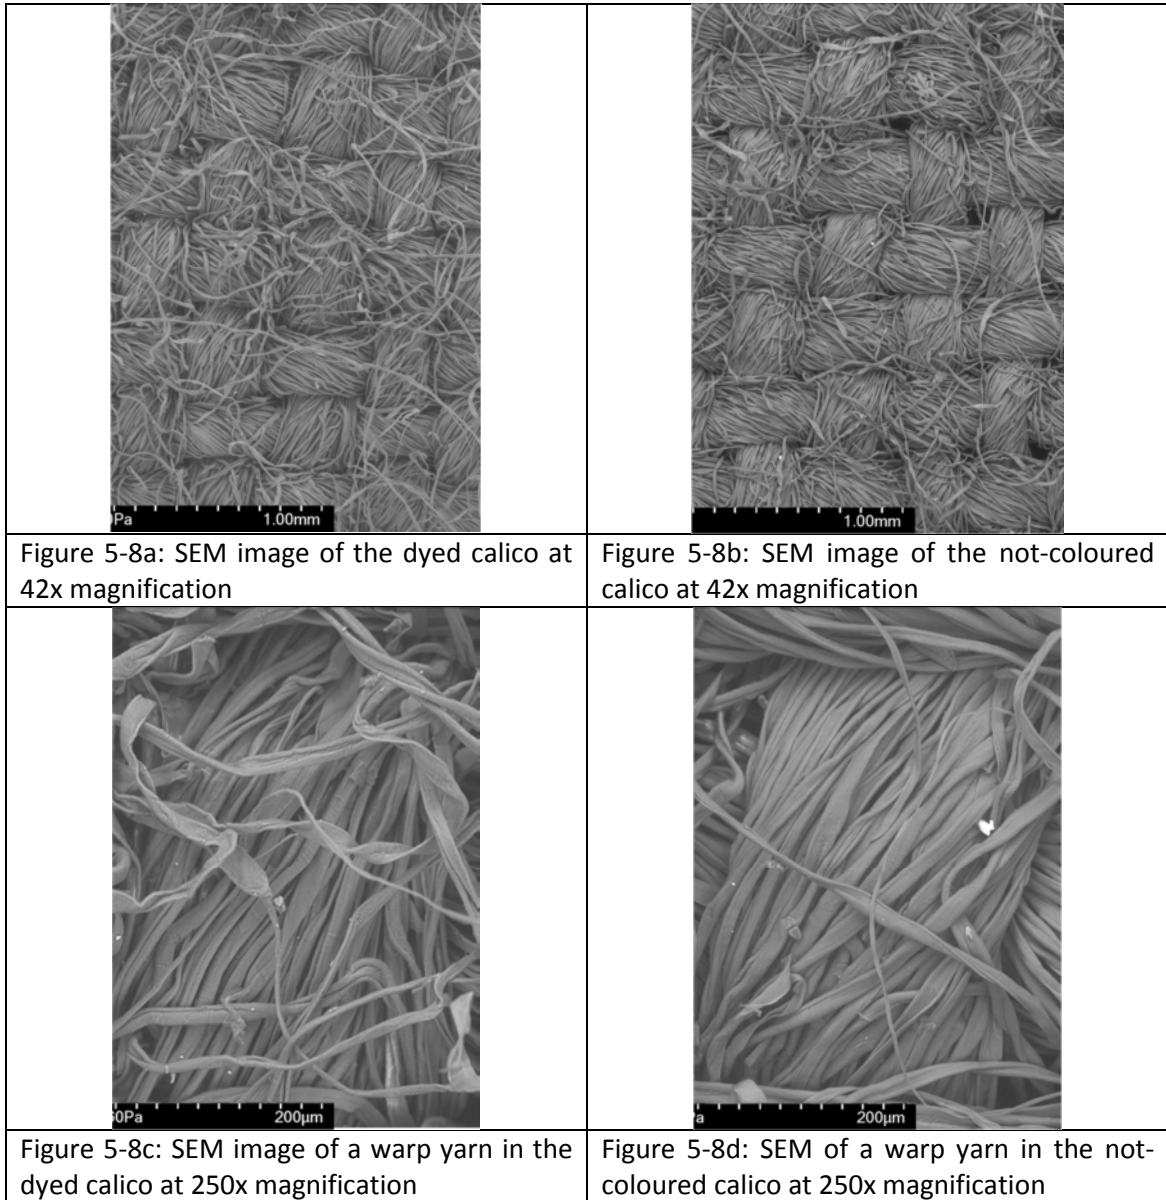 0Pa
1.00mm
1.00mm
Figure 5-8a: SEM image of the dyed calico at
42x magnification
Figure 5-8b: SEM image of the not-coloured
calico at 42x magnification
50Pa
200µm
a
200µm
Figure 5-8c: SEM image of a warp yarn in the
dyed calico at 250x magnification
Figure 5-8d: SEM of a warp yarn in the not-
coloured calico at 250x magnification